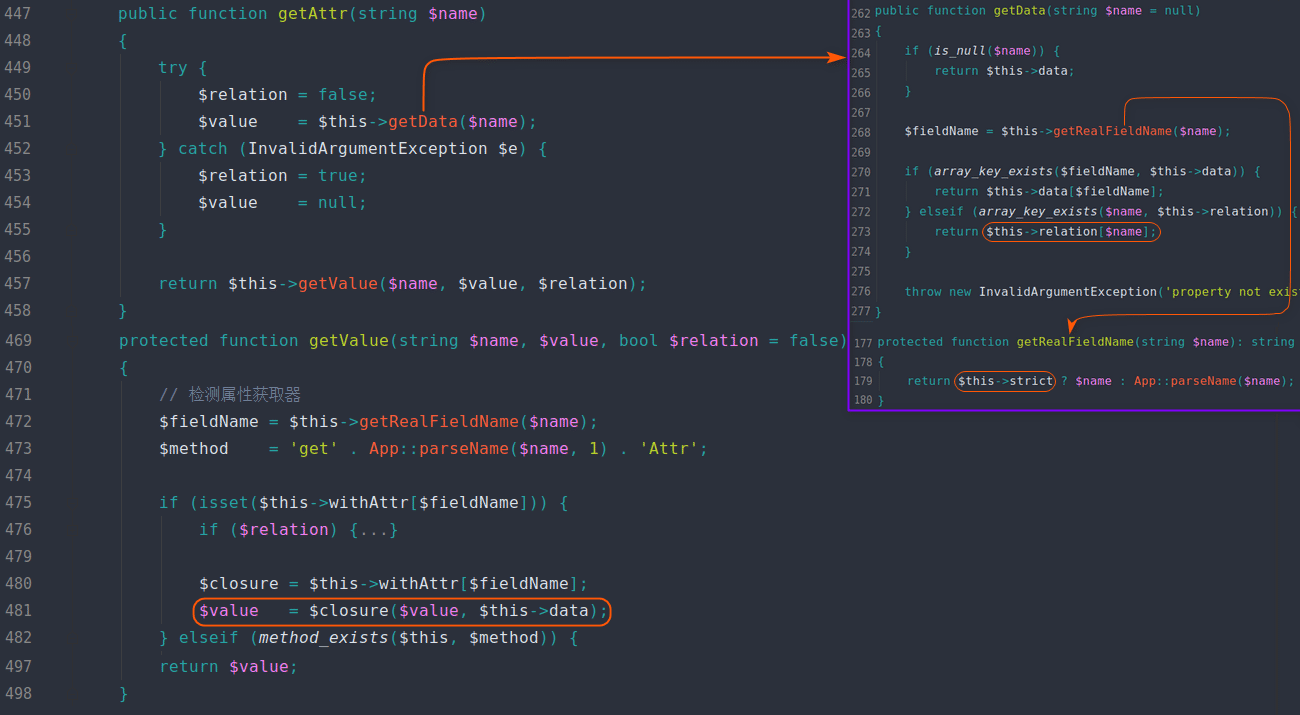 447 public function getAttr(string $name)
448 {
449 try {
450 $relation = false;
451 $value = $this->getData($name);
452 } catch (InvalidArgumentException $e) {
453 $relation = true;
454 $value = null;
455 }
456
457 return $this->getValue($name, $value, $relation);
458 }
469 protected function getValue(string $name, $value, bool $relation = false)
470 {
471 // 检测属性获取器
472 $fieldName = $this->getRealFieldName($name);
473 $method = 'get' . App::parseName($name, 1) . 'Attr';
474
475 if (isset($this->withAttr[$fieldName])) {
476 if ($relation) {...}
479
480 $closure = $this->withAttr[$fieldName];
481 $value = $closure($value, $this->data);
482 } elseif (method_exists($this, $method)) {
497 return $value;
498 }
262 public function getData(string $name = null)
263 {
264 if (is_null($name)) {
265 return $this->data;
266 }
267
268 $fieldName = $this->getRealFieldName($name);
269
270 if (array_key_exists($fieldName, $this->data)) {
271 return $this->data[$fieldName];
272 } elseif (array_key_exists($name, $this->relation)) {
273 return $this->relation[$name];
274 }
275
276 throw new InvalidArgumentException('property not exis
277 }
177 protected function getRealFieldName(string $name): string
178 {
179 return $this->strict ? $name : App::parseName($name);
180 }